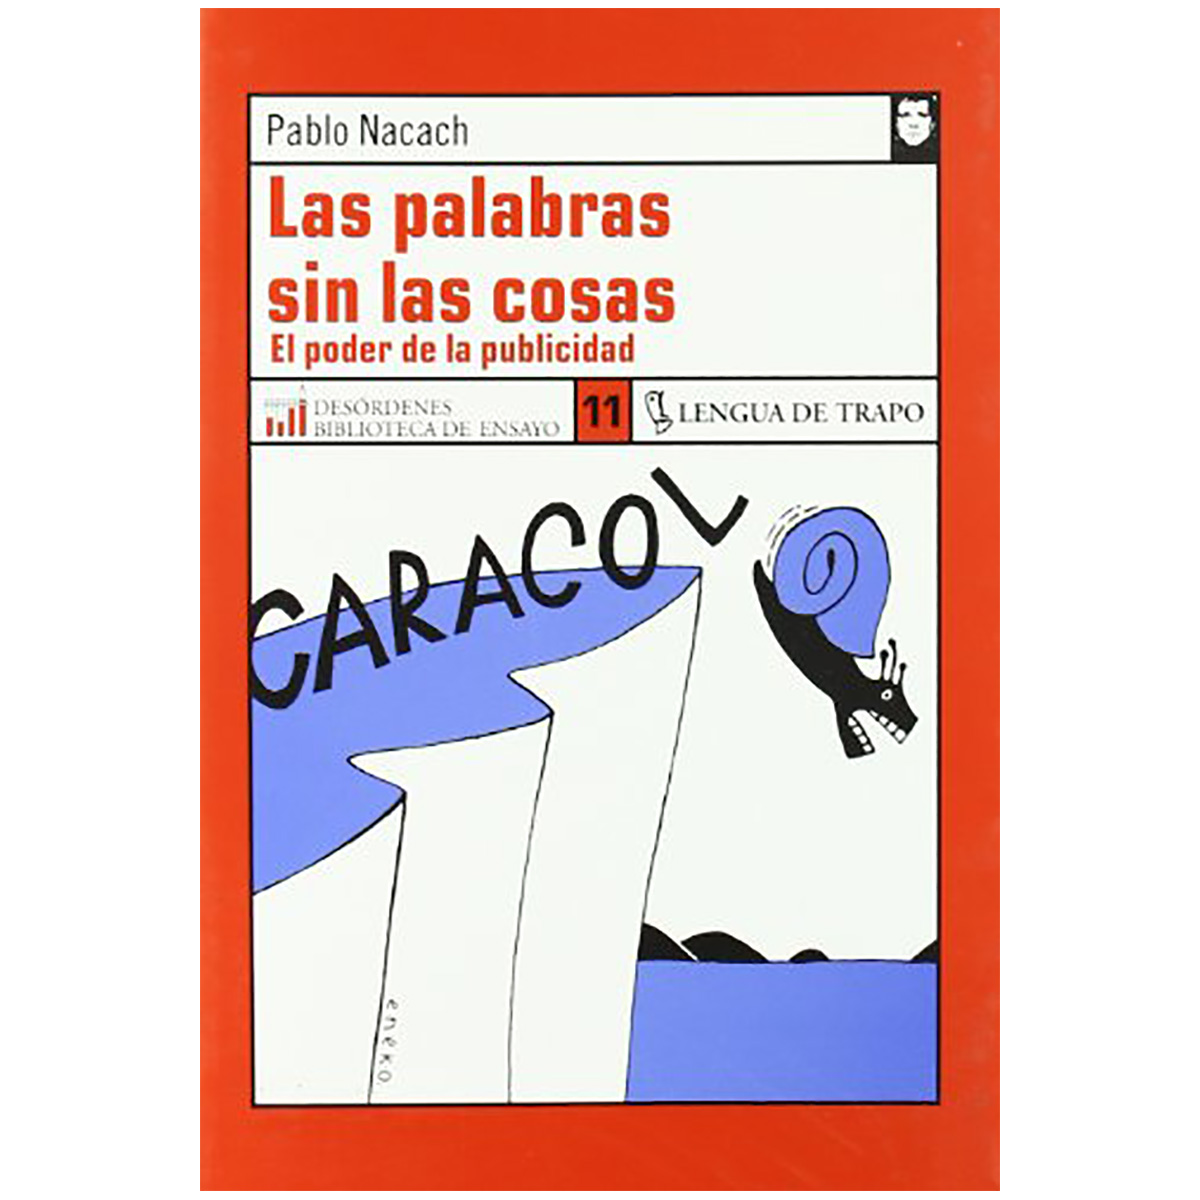 Pablo Nacach
Las palabras
sin las cosas
El poder de la publicidad
DESÓRDENES
BIBLIOTECA DE ENSAYO
11
LENGUA DE TRAPO
CARACOL
eneko